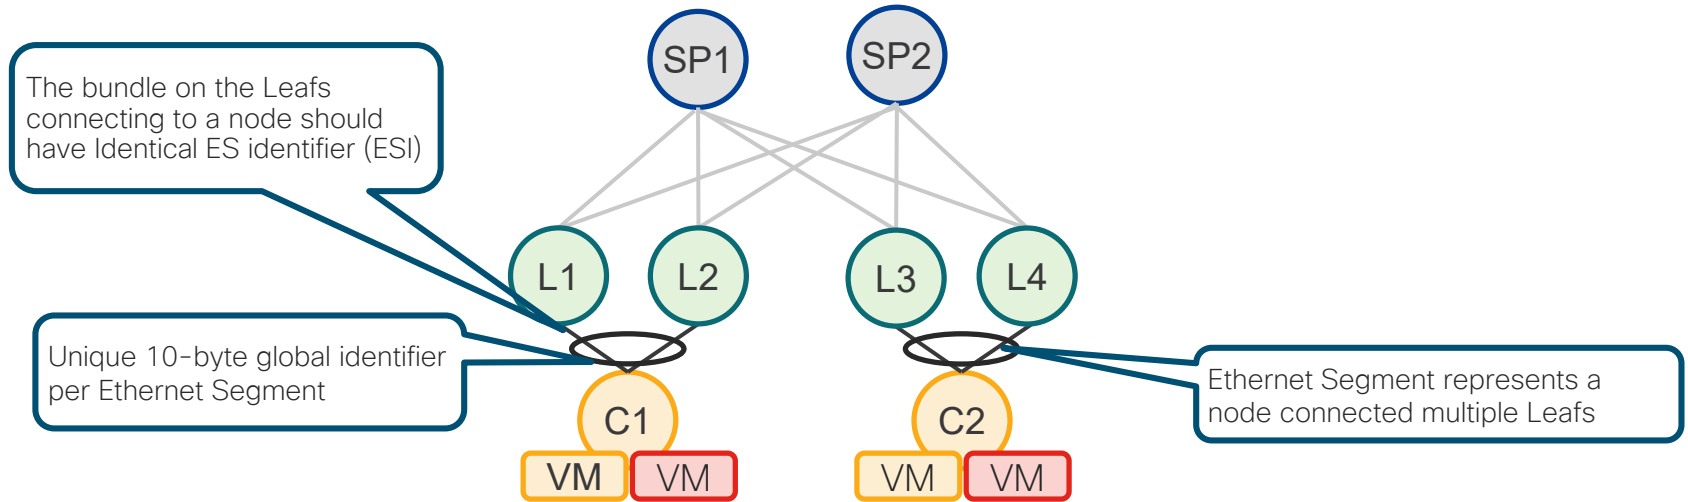 SP1
SP2
The bundle on the Leafs
connecting to a node should
have Identical ES identifier (ESI)
L1
L2
L3
L4
Unique 10-byte global identifier
per Ethernet Segment
Ethernet Segment represents a
node connected multiple Leafs
C1
C2
VM
VM
VM
VM